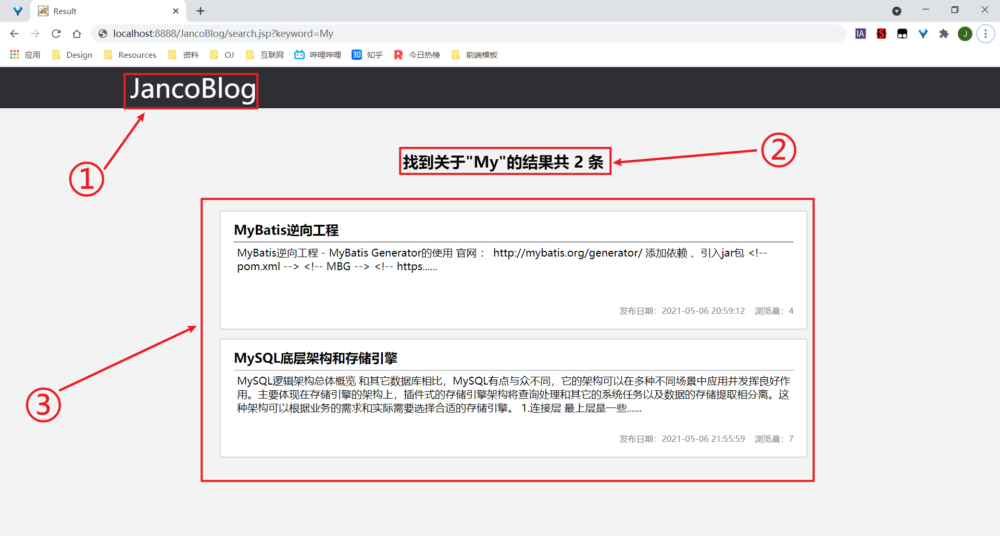 Result
localhost:8888/JancoBlog/search.jsp?keyword=My
IA
S
J
应用 Design Resources 资料 OJ 互联网 哔哩哔哩 知 知乎 R 今日热榜 前端模板
JancoBlog
①
②
找到关于"My"的结果共 2 条
③
MyBatis逆向工程
MyBatis逆向工程 - MyBatis Generator的使用 官网： http://mybatis.org/generator/ 添加依赖 、引入jar包 <!--
pom.xml --> <!-- MBG --> <!-- https......
发布日期：2021-05-06 20:59:12 浏览量：4
MySQL底层架构和存储引擎
MySQL逻辑架构总体概览 和其它数据库相比，MySQL有点与众不同，它的架构可以在多种不同场景中应用并发挥良好作
用。主要体现在存储引擎的架构上，插件式的存储引擎架构将查询处理和其它的系统任务以及数据的存储提取相分离。这
种架构可以根据业务的需求和实际需要选择合适的存储引擎。 1.连接层 最上层是一些......
发布日期：2021-05-06 21:55:59 浏览量：7